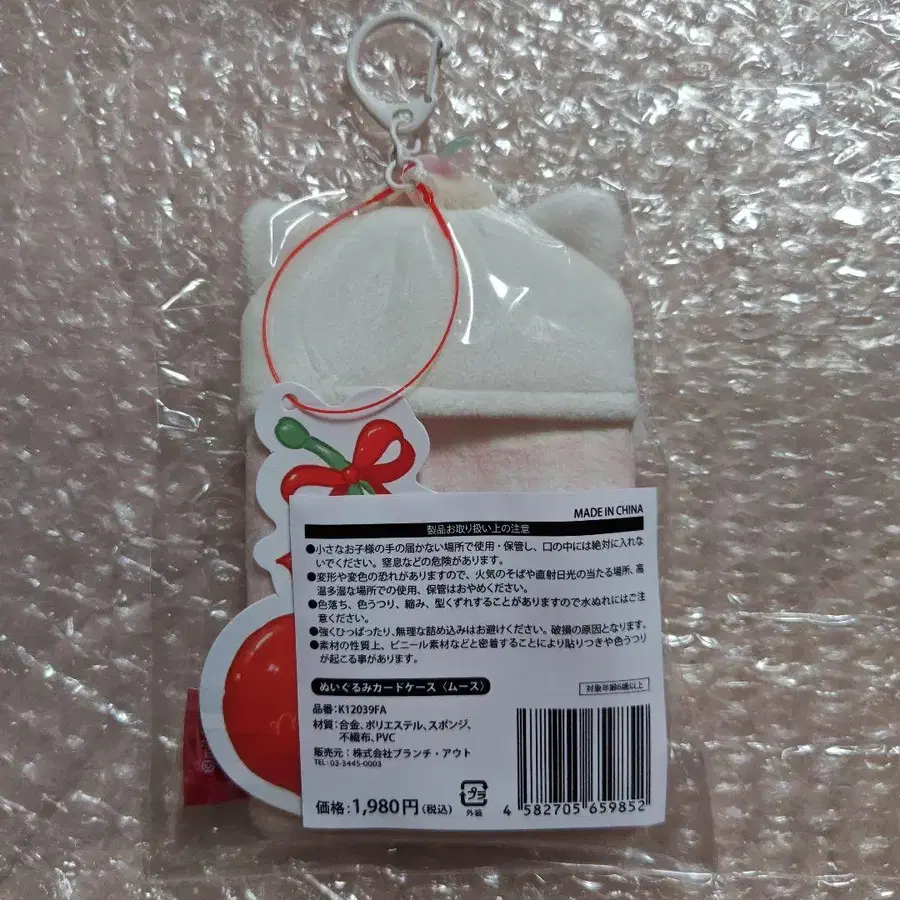 MADE IN CHINA
製品お取り扱い上の注意
●小さなお子様の手の届かない場所で使用・保管し、口の中には絶対に入れな
いでください。窒息などの危険があります。
●変形や変色の恐れがありますので、火気のそばや直射日光の当たる場所、高
温多湿な場所での使用、保管はおやめください。
●色落ち、色うつり、縮み、型くずれすることがありますので水ぬれにはご注
意ください。
●強くひっぱったり、無理な詰め込みはお避けください。破損の原因となります。
●素材の性質上、ビニール素材などと密着することにより貼りつきや色うつり
が起こる事があります。
ぬいぐるみカードケース〈ムース〉
対象年齢6歳以上
品番:K12039FA
材質:合金、ポリエステル、スポンジ、
不織布、PVC
販売元:株式会社ブランチ・アウト
TEL:03-3445-0003
価格:1,980円(税込)
プラ
外装
4 582705 659852